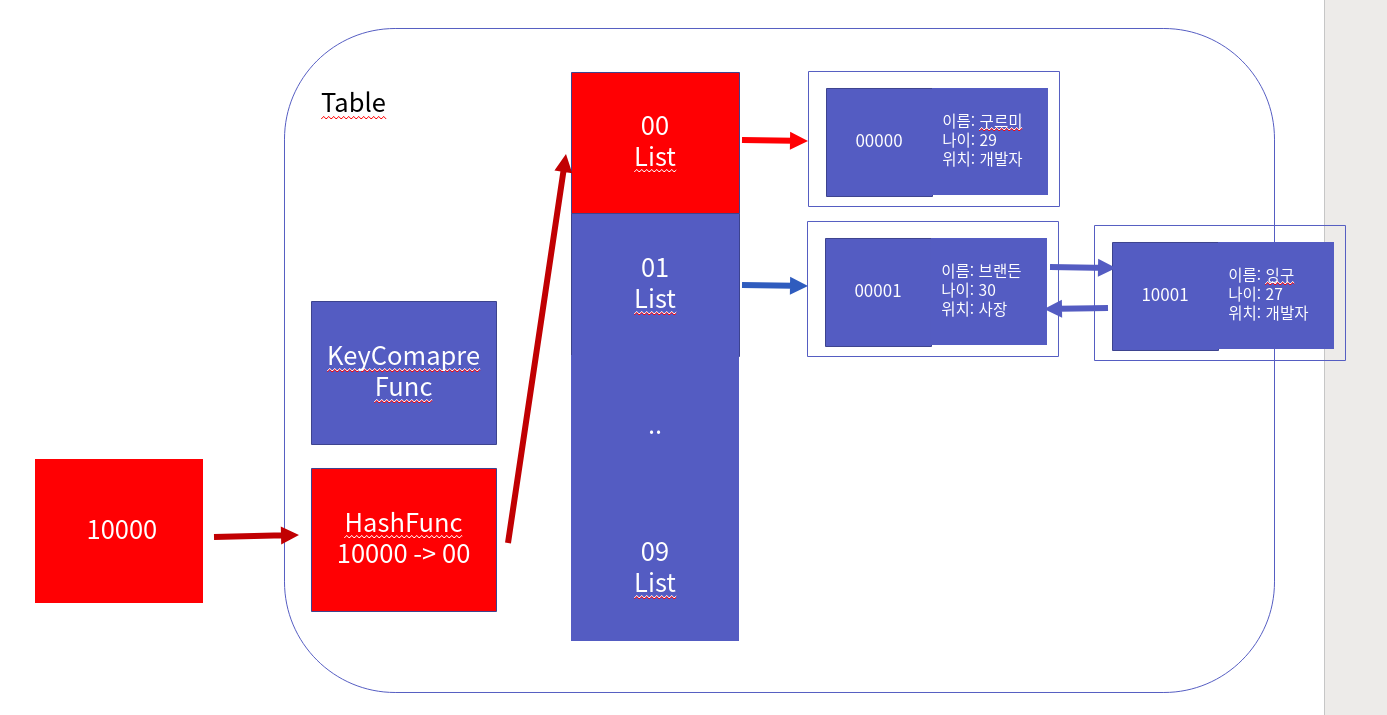 Table
00
List
00000
이름: 구르미
나이: 29
위치: 개발자
01
List
00001
이름: 브랜든
나이: 30
위치: 사장
10001
이름: 잉구
나이: 27
위치: 개발자
KeyComapre
Func
..
10000
HashFunc
10000 -> 00
09
List